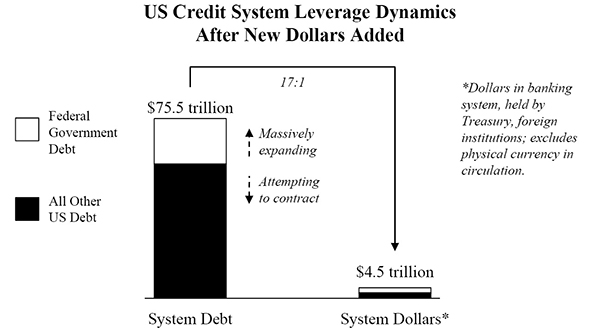 US Credit System Leverage Dynamics
After New Dollars Added
17:1
$75.5 trillion
Federal
Government
Debt
All Other
US Debt
Massively
expanding
Attempting
to contract
*Dollars in banking
system, held by
Treasury, foreign
institutions; excludes
physical currency in
circulation.
$4.5 trillion
System Debt
System Dollars*